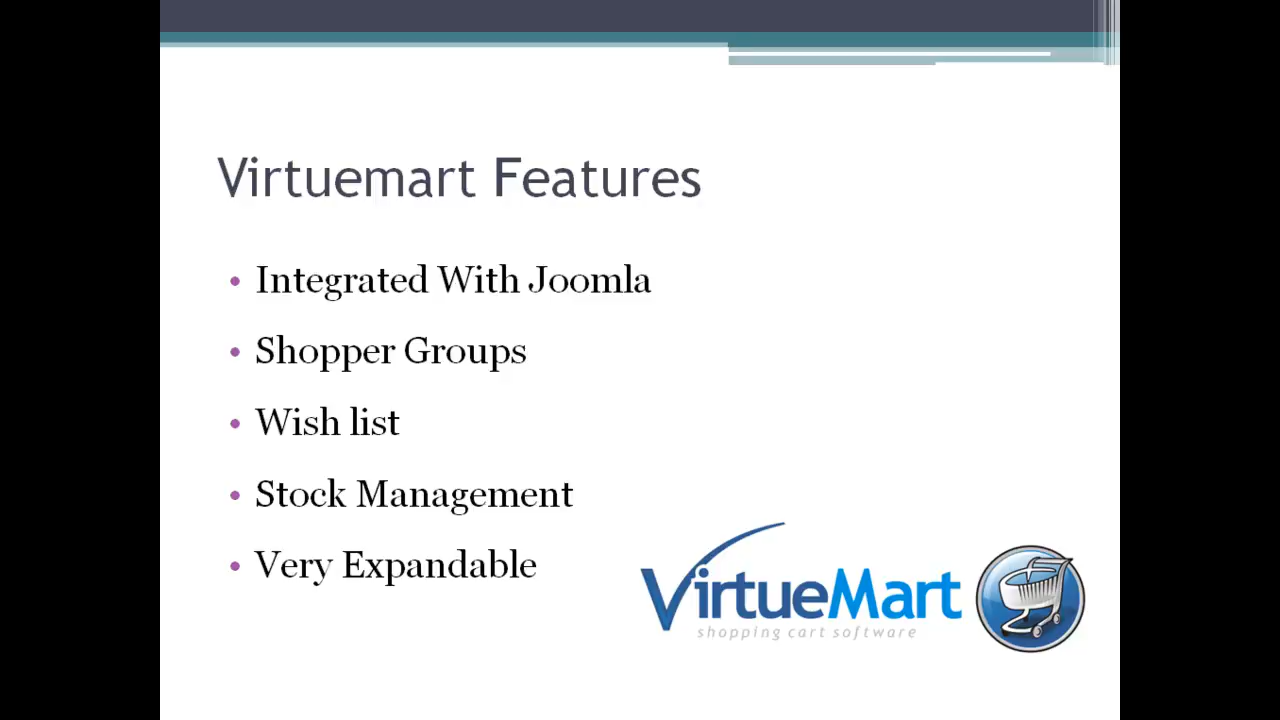 Virtuemart Features
• Integrated With Joomla
• Shopper Groups
• Wish list
• Stock Management
• Very Expandable
VirtueMart
shopping cart software